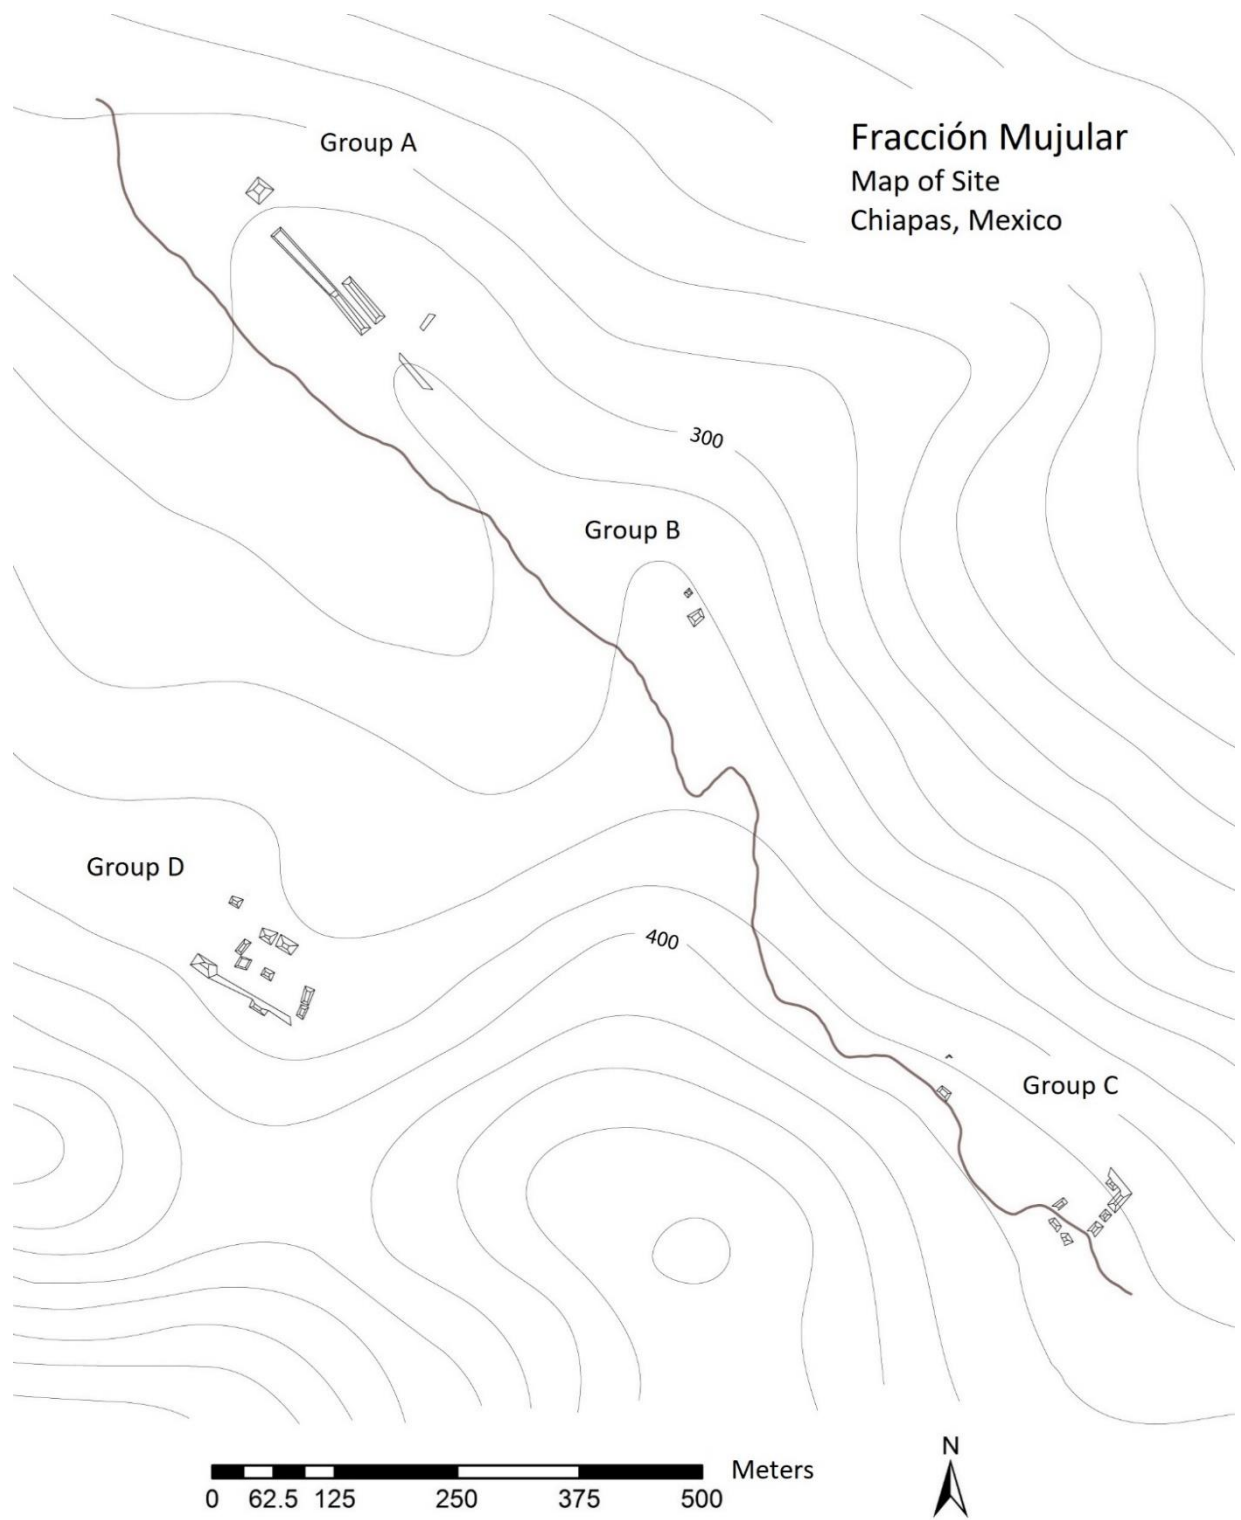 Group A
Fracción Mujular
Map of Site
Chiapas, Mexico
300
Group B
Group D
400
Group C
N
Meters
0 62.5 125 250 375 500